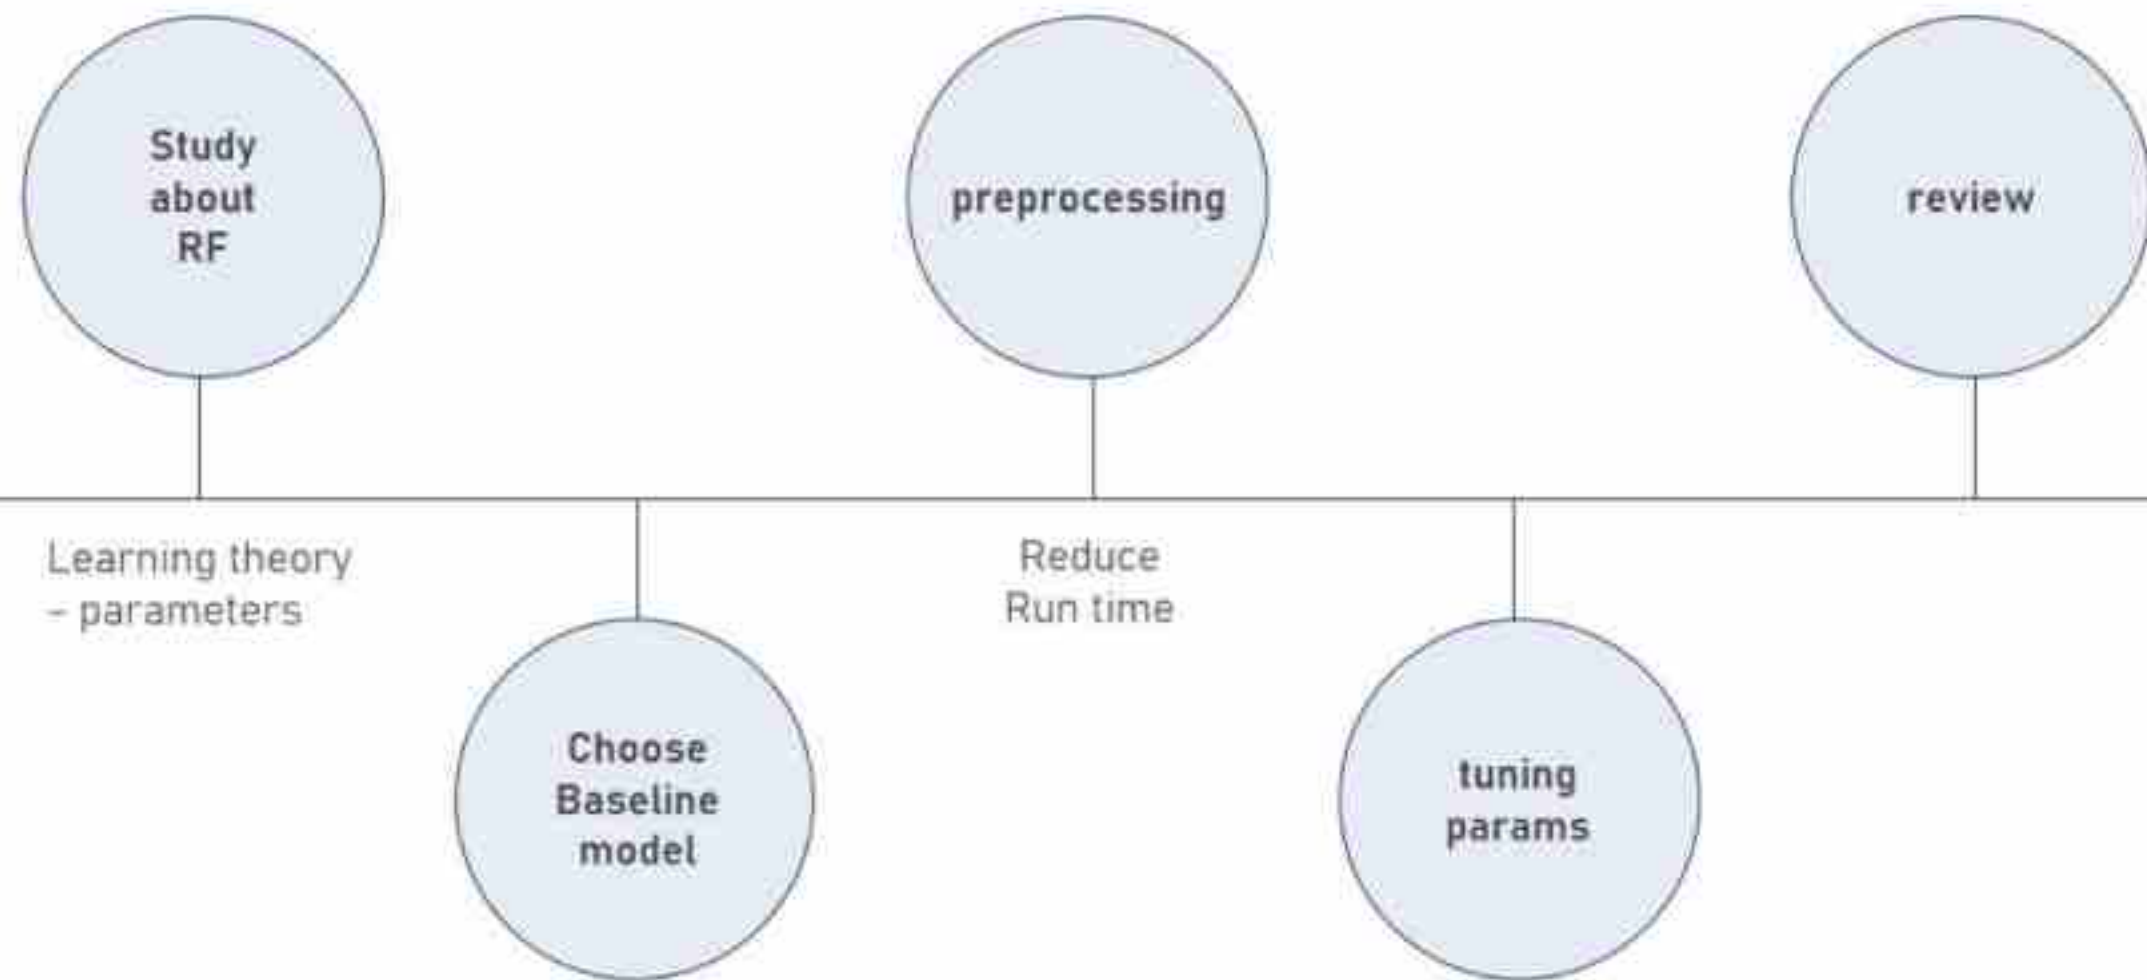 Study
about
RF
Learning theory
- parameters
Choose
Baseline
model
preprocessing
Reduce
Run time
tuning
params
review